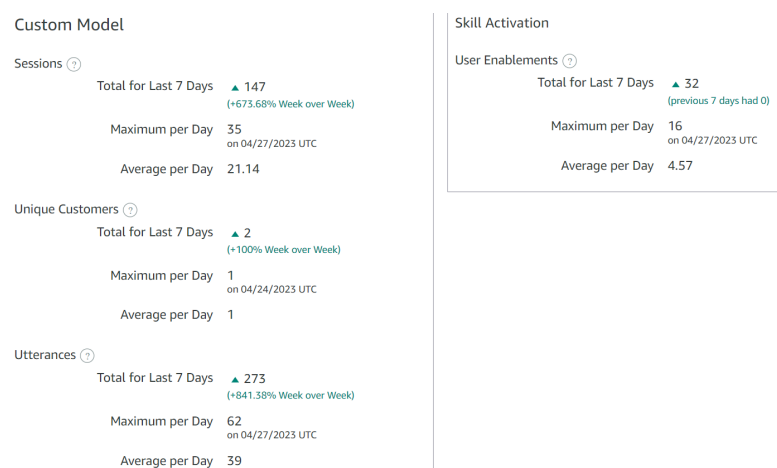 Custom Model
Sessions ?
Total for Last 7 Days ▲ 147
(+673.68% Week over Week)
Maximum per Day 35
on 04/27/2023 UTC
Average per Day 21.14
Unique Customers ?
Total for Last 7 Days ▲ 2
(+100% Week over Week)
Maximum per Day 1
on 04/24/2023 UTC
Average per Day 1
Utterances ?
Total for Last 7 Days ▲ 273
(+841.38% Week over Week)
Maximum per Day 62
on 04/27/2023 UTC
Average per Day 39
Skill Activation
User Enablements ?
Total for Last 7 Days ▲ 32
(previous 7 days had 0)
Maximum per Day 16
on 04/27/2023 UTC
Average per Day 4.57